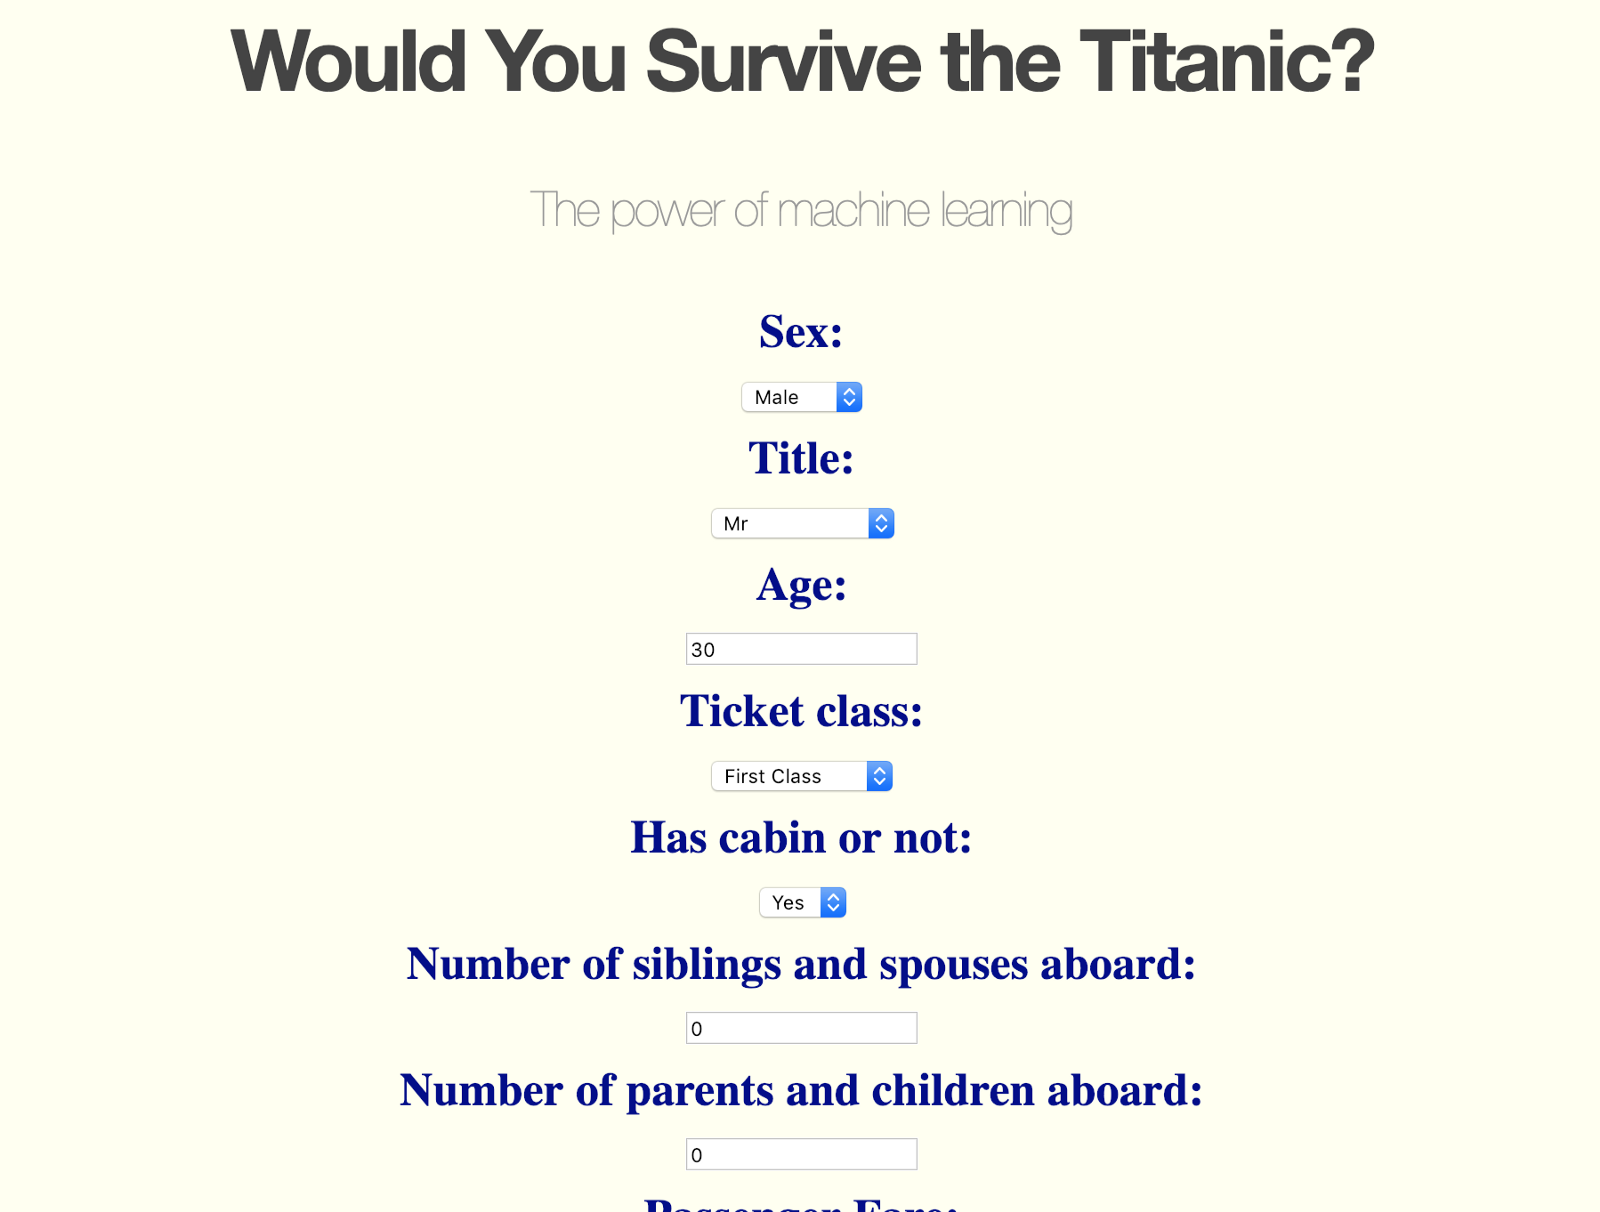 Would You Survive the Titanic?
The power of machine learning
Sex:
Male
Title:
Mr
Age:
30
Ticket class:
First Class
Has cabin or not:
Yes
Number of siblings and spouses aboard:
0
Number of parents and children aboard:
0
Passenger Fare: